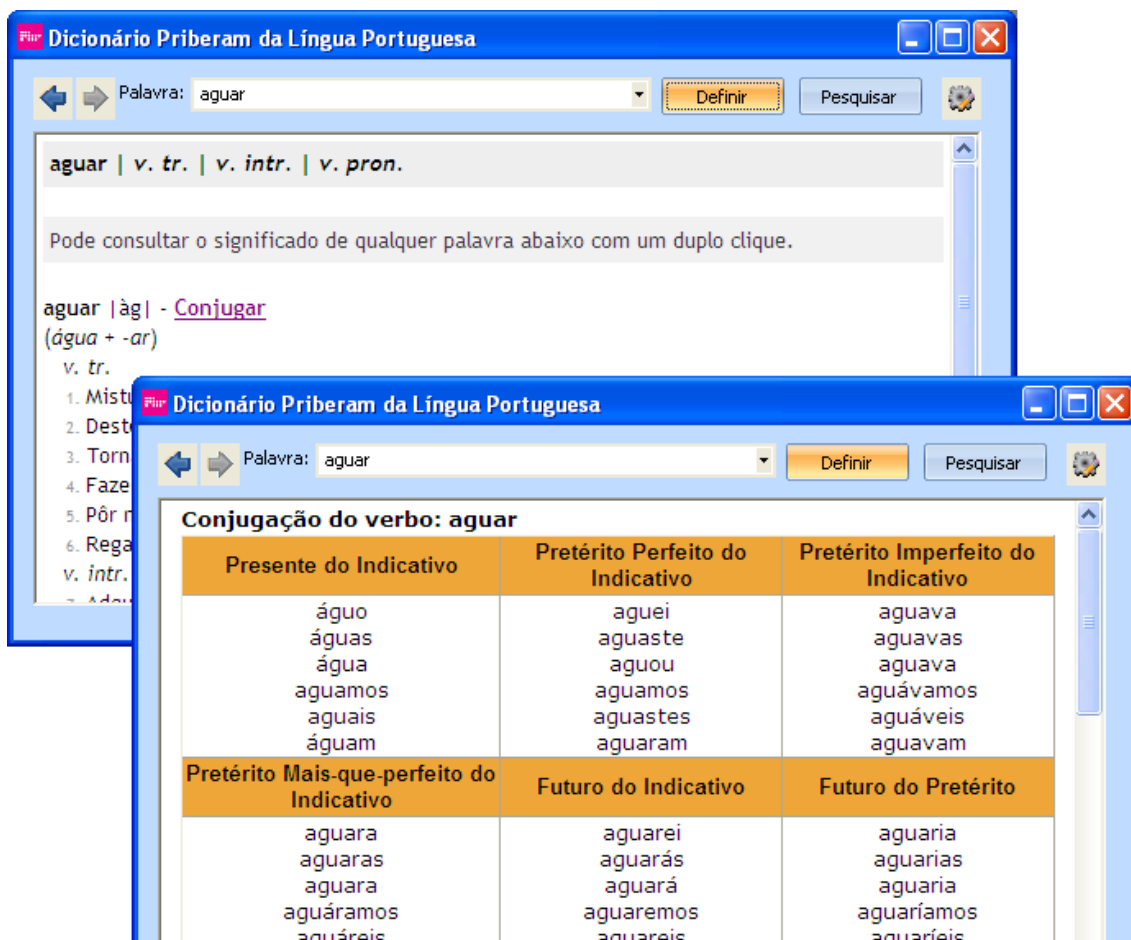 Dicionário Priberam da Língua Portuguesa
Palavra: aguar Definir Pesquisar
aguar | v. tr. | v. intr. | v. pron.
Pode consultar o significado de qualquer palavra abaixo com um duplo clique.
aguar |àg| - Conjugar
(água + -ar)
v. tr.
1.
2.
3.
4.
5. Pôr
6.
v. intr.
Dicionário Priberam da Língua Portuguesa
Palavra: aguar Definir Pesquisar
Conjugação do verbo: aguar
Presente do Indicativo
águo
águas
água
aguamos
aguais
águam
Pretérito Perfeito do
Indicativo
aguei
aguaste
aguou
aguamos
aguastes
aguaram
Pretérito Imperfeito do
Indicativo
aguava
aguavas
aguava
aguávamos
aguáveis
aguavam
Pretérito Mais-que-perfeito do
Indicativo
aguara
aguaras
aguara
aguáramos
aguáreis
Futuro do Indicativo
aguarei
aguarás
aguará
aguaremos
aguareis
Futuro do Pretérito
aguaria
aguarias
aguaria
aguaríamos
aguaríeis